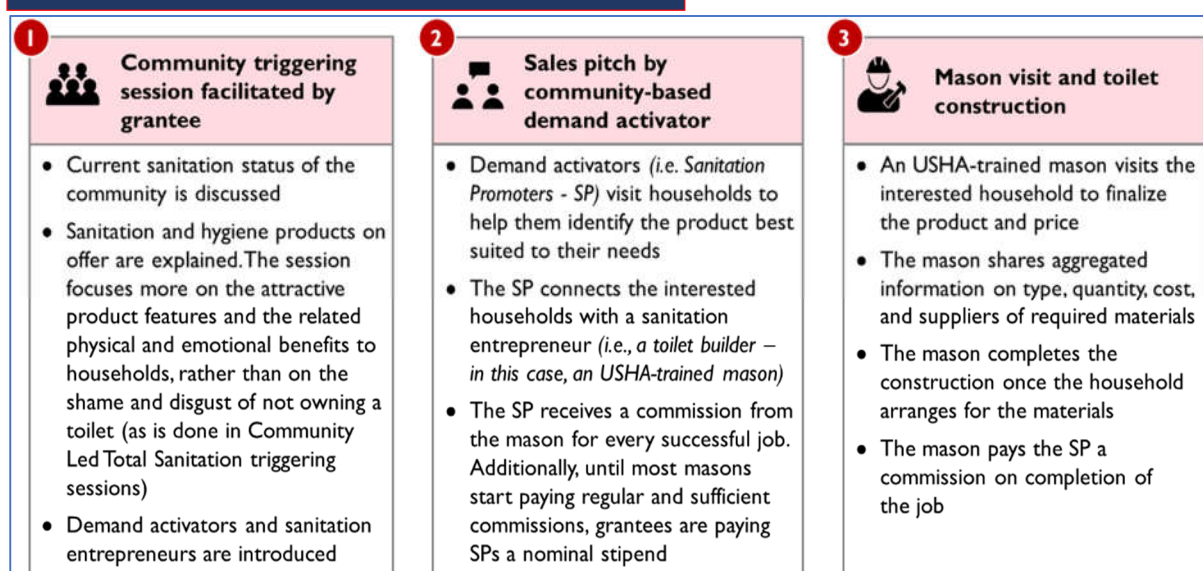 1
Community triggering
session facilitated by
grantee
• Current sanitation status of the
community is discussed
• Sanitation and hygiene products on
offer are explained. The session
focuses more on the attractive
product features and the related
physical and emotional benefits to
households, rather than on the
shame and disgust of not owning a
toilet (as is done in Community
Led Total Sanitation triggering
sessions)
• Demand activators and sanitation
entrepreneurs are introduced
2
Sales pitch by
community-based
demand activator
• Demand activators (i.e. Sanitation
Promoters - SP) visit households to
help them identify the product best
suited to their needs
• The SP connects the interested
households with a sanitation
entrepreneur (i.e., a toilet builder –
in this case, an USHA-trained mason)
• The SP receives a commission from
the mason for every successful job.
Additionally, until most masons
start paying regular and sufficient
commissions, grantees are paying
SPs a nominal stipend
3
Mason visit and toilet
construction
• An USHA-trained mason visits the
interested household to finalize
the product and price
• The mason shares aggregated
information on type, quantity, cost,
and suppliers of required materials
• The mason completes the
construction once the household
arranges for the materials
• The mason pays the SP a
commission on completion of
the job